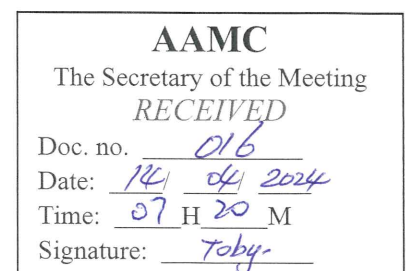 AAMC
The Secretary of the Meeting
RECEIVED
Doc. no. 016
Date: 14/ 04/ 2024
Time: 07 H 20 M
Signature: Toby-